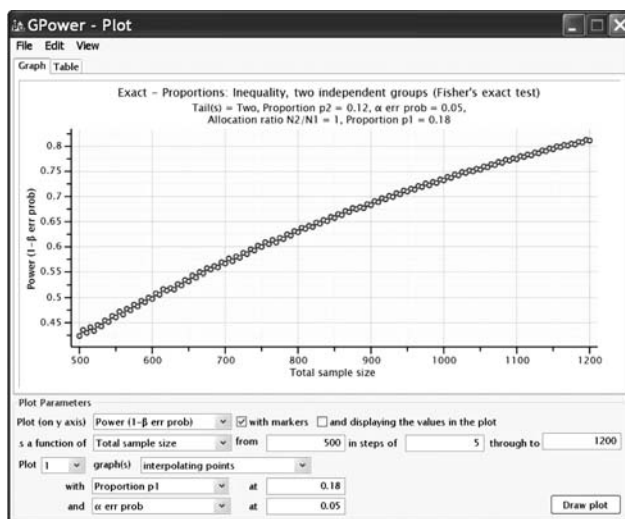 GPower - Plot
File Edit View
Graph Table
Exact - Proportions: Inequality, two independent groups (Fisher's exact test)
Tail(s) = Two, Proportion p2 = 0.12, α err prob = 0.05,
Allocation ratio N2/N1 = 1, Proportion p1 = 0.18
Power (1-β err prob)
0.8
0.75
0.7
0.65
0.6
0.55
0.5
0.45
500 600 700 800 900 1000 1100 1200
Total sample size
Plot Parameters
Plot (on y axis) Power (1-β err prob) with markers and displaying the values in the plot
s a function of Total sample size from 500 in steps of 5 through to 1200
Plot 1 graph(s) interpolating points
with Proportion p1 at 0.18
and α err prob at 0.05
Draw plot